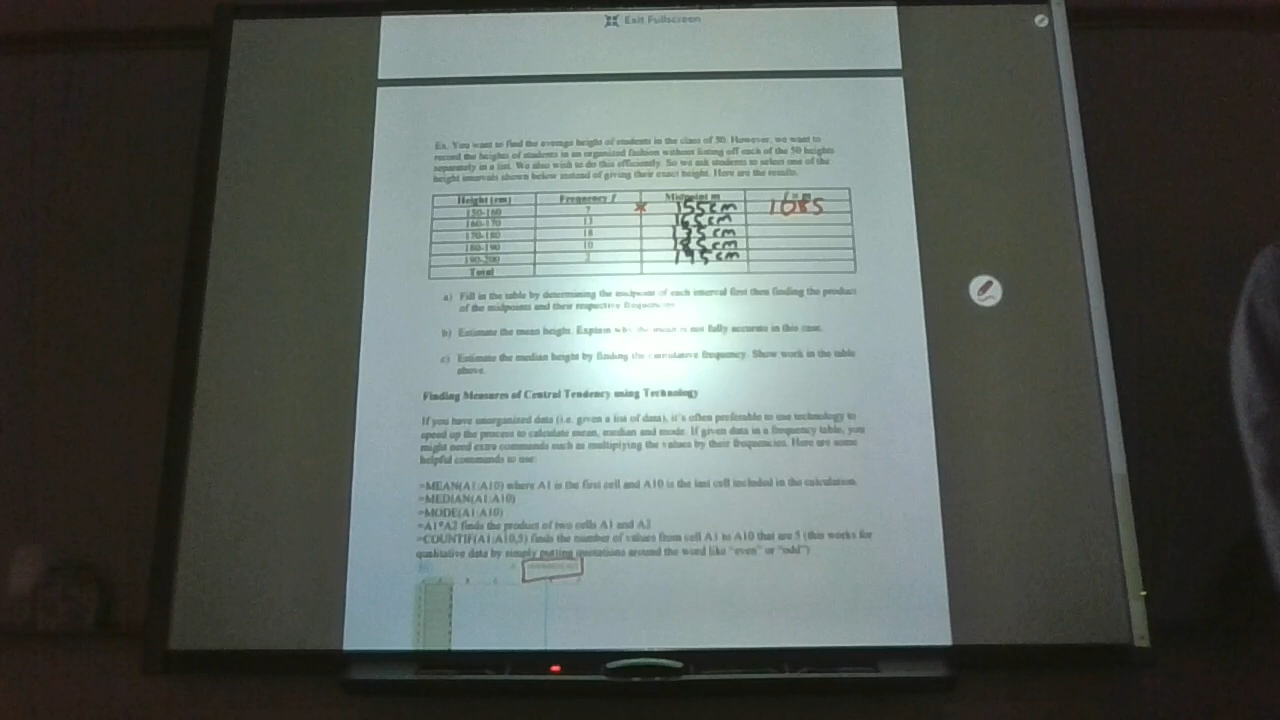 Exit Fullscreen
Ex. You want to find the average height of students in the class of 50. However, we want to
record the heights of students in an organized fashion without listing off each of the 50 heights
separately in a list. We also wish to do this efficiently. So we ask students to select one of the
height intervals shown below instead of giving their exact height. Here are the results.
Height (cm) Frequency f Midpoint m
150-160 7 * 155cm 1085
160-170 13 165cm
170-180 18 175cm
180-190 10 185cm
190-200 2 195cm
Total
a) Fill in the table by determining the midpoint of each interval first then finding the product
of the midpoints and their respective frequencies
b) Estimate the mean height. Explain why the mean is not fully accurate in this case.
c) Estimate the median height by finding the cumulative frequency. Show work in the table
above.
Finding Measures of Central Tendency using Technology
If you have unorganized data (i.e. given a list of data), it's often preferable to use technology to
speed up the process to calculate mean, median and mode. If given data in a frequency table, you
might need extra commands such as multiplying the values by their frequencies. Here are some
helpful commands to use:
=MEAN(A1:A10) where A1 is the first cell and A10 is the last cell included in the calculation.
=MEDIAN(A1:A10)
=MODE(A1:A10)
=A1*A2 finds the product of two cells A1 and A2
=COUNTIF(A1:A10,5) finds the number of values from cell A1 to A10 that are 5 (this works for
qualitative data by simply putting quotations around the word like "even" or "odd")